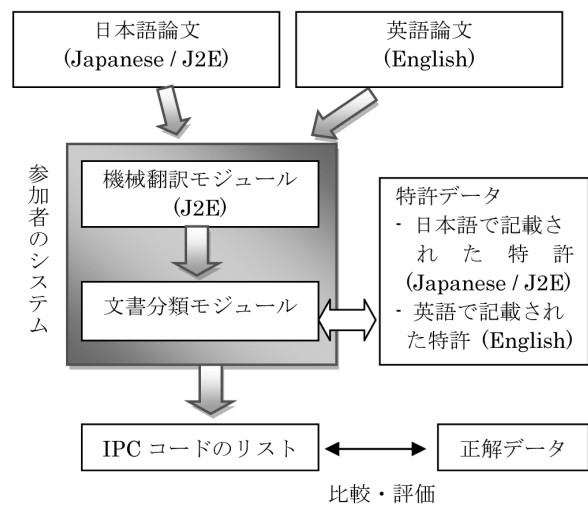 日本語論文
(Japanese / J2E)
英語論文
(English)
参加者のシステム
機械翻訳モジュール
(J2E)
文書分類モジュール
特許データ
- 日本語で記載さ
れた特許
(Japanese / J2E)
- 英語で記載され
た特許 (English)
IPC コードのリスト
正解データ
比較・評価